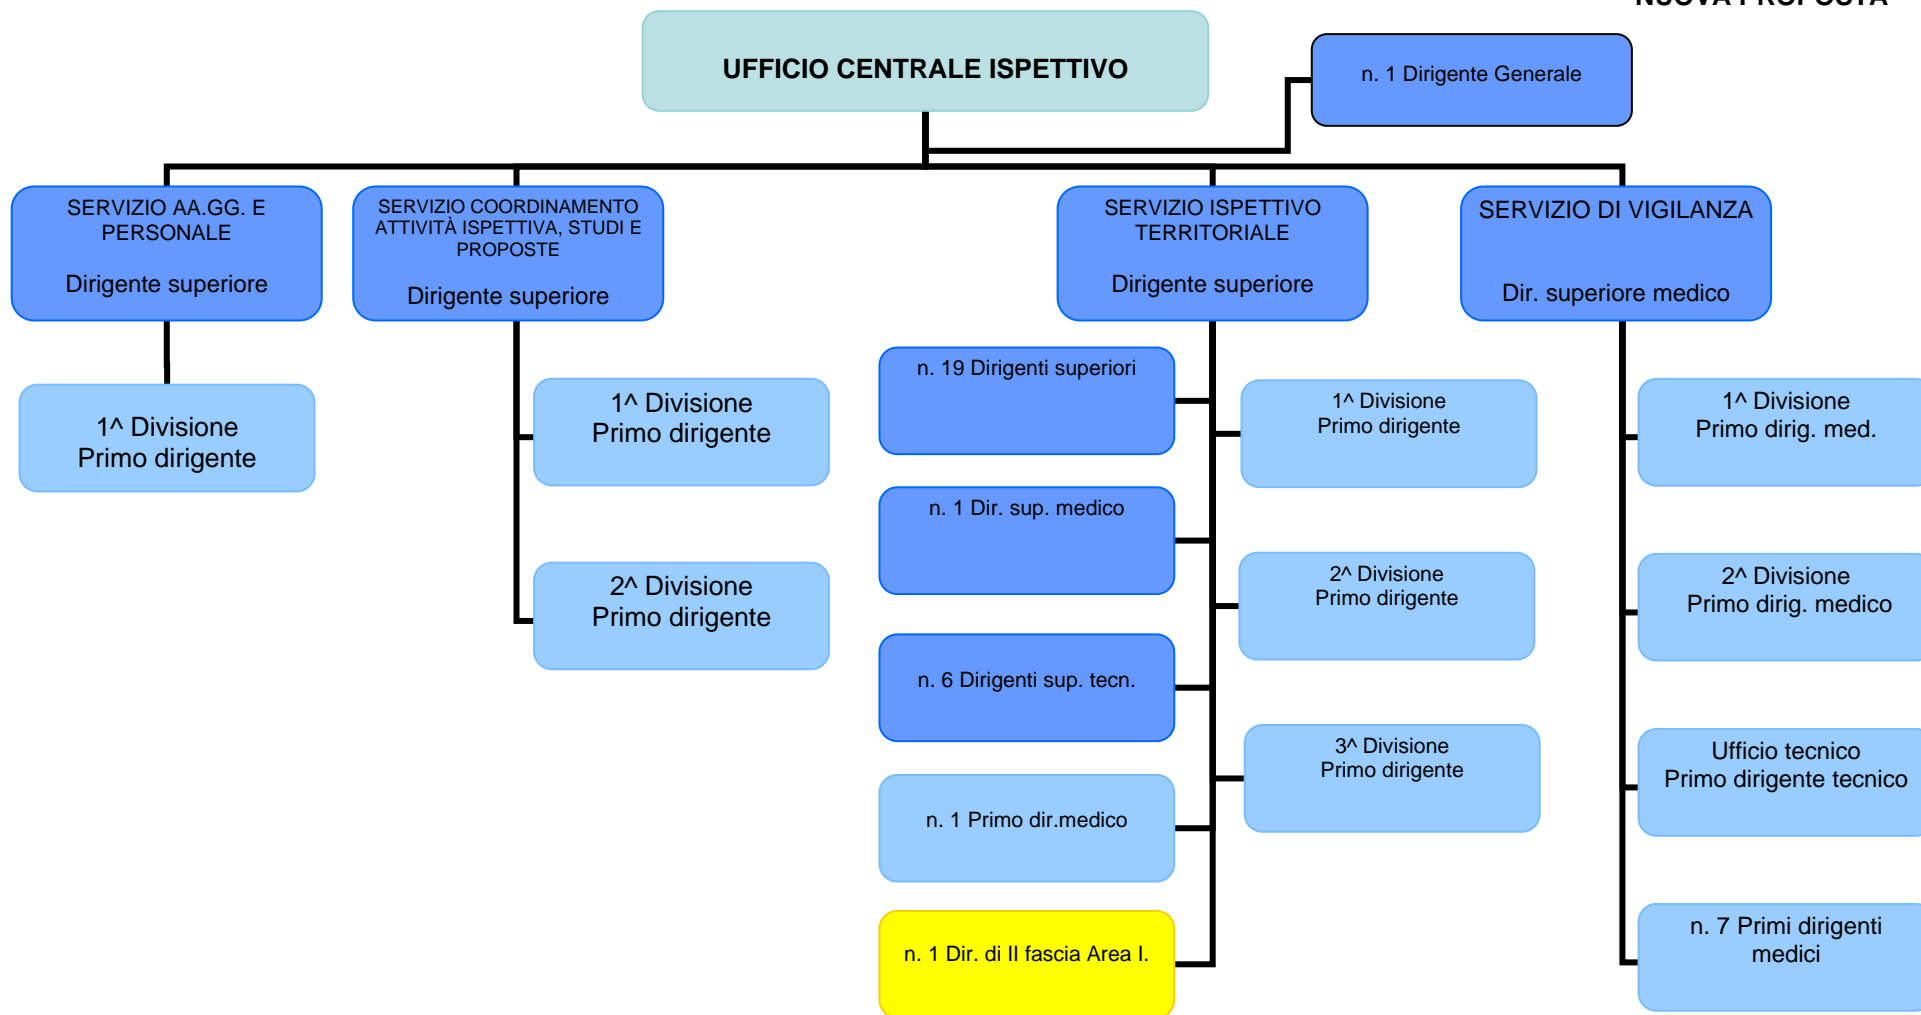 NUOVA PROPOSTA
UFFICIO CENTRALE ISPETTIVO
n. 1 Dirigente Generale
SERVIZIO AA.GG. E
PERSONALE
Dirigente superiore
SERVIZIO COORDINAMENTO
ATTIVITÀ ISPETTIVA, STUDI E
PROPOSTE
Dirigente superiore
SERVIZIO ISPETTIVO
TERRITORIALE
Dirigente superiore
SERVIZIO DI VIGILANZA
Dir. superiore medico
1^ Divisione
Primo dirigente
1^ Divisione
Primo dirigente
2^ Divisione
Primo dirigente
n. 19 Dirigenti superiori
n. 1 Dir. sup. medico
n. 6 Dirigenti sup. tecn.
n. 1 Primo dir.medico
n. 1 Dir. di II fascia Area I.
1^ Divisione
Primo dirigente
2^ Divisione
Primo dirigente
3^ Divisione
Primo dirigente
1^ Divisione
Primo dirig. med.
2^ Divisione
Primo dirig. medico
Ufficio tecnico
Primo dirigente tecnico
n. 7 Primi dirigenti
medici